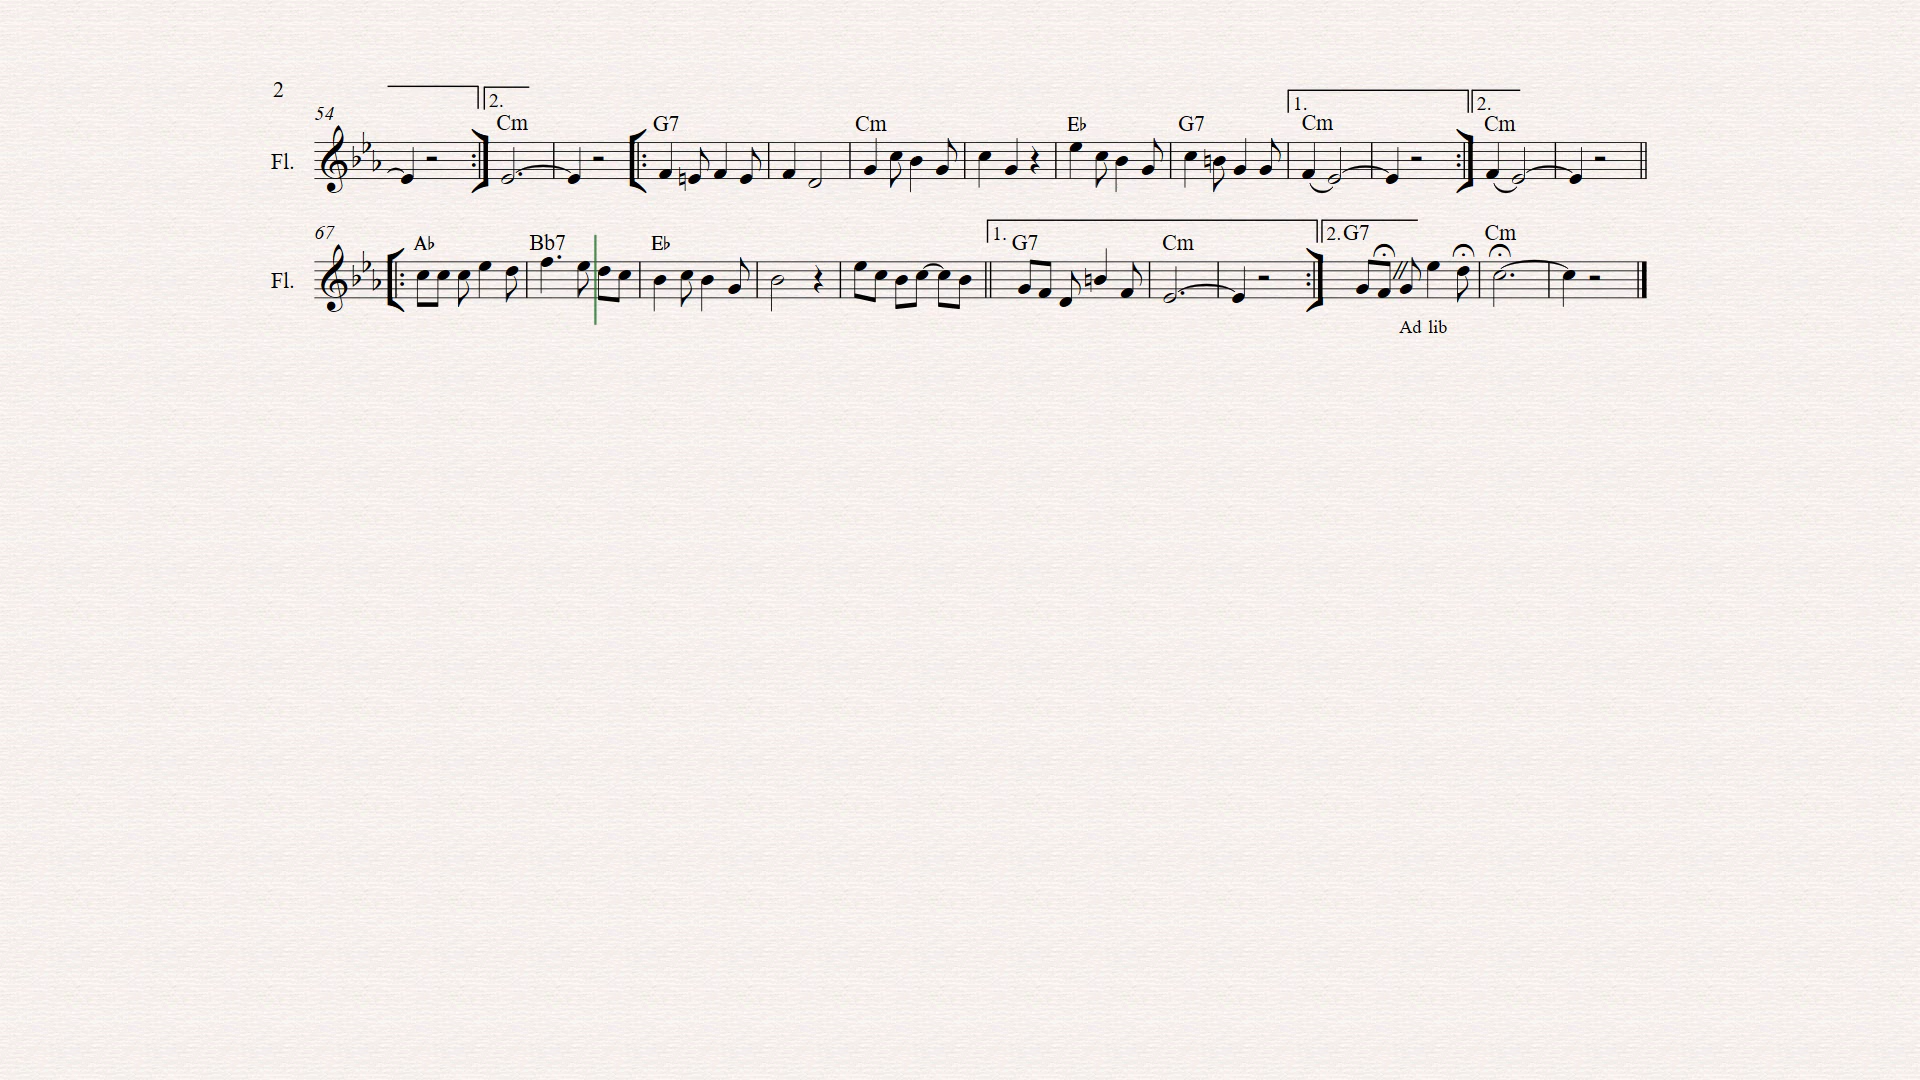 2
54 2. 1. 2.
Cm G7 Cm E♭ G7 Cm Cm
Fl.
67 1. G7 2. G7 Cm
A♭ Bb7 E♭ Cm
Fl.
Ad lib